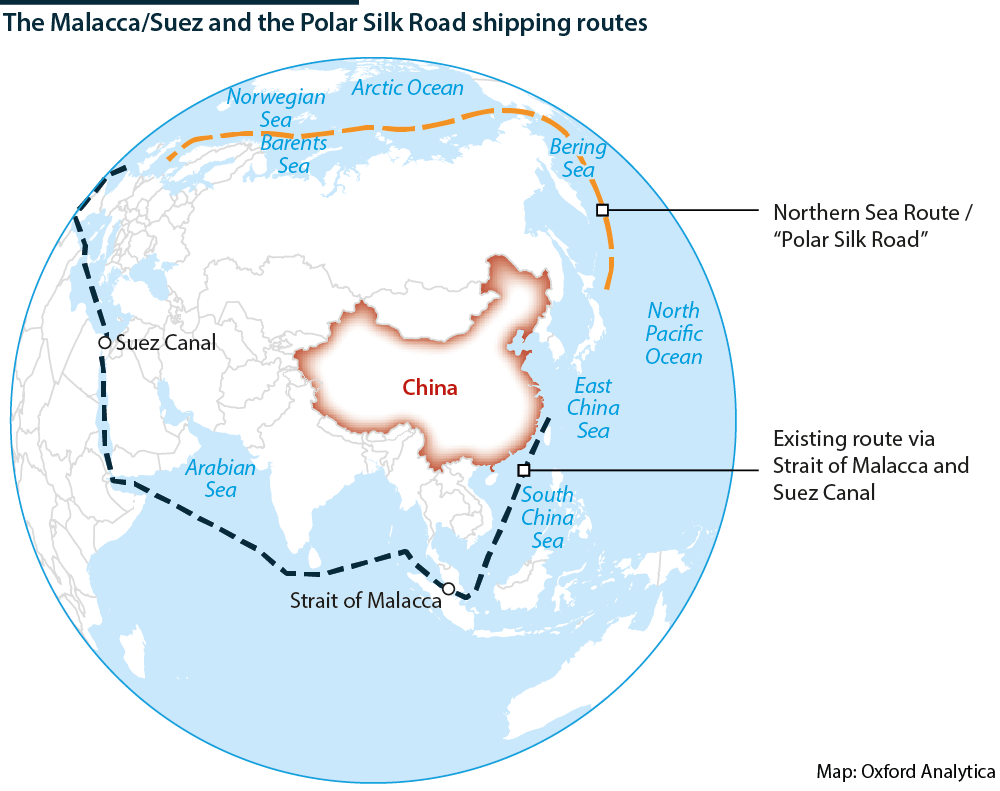 The Malacca/Suez and the Polar Silk Road shipping routes
Arctic Ocean
Norwegian
Sea
Barents
Sea
Bering
Sea
Northern Sea Route /
“Polar Silk Road”
North
Pacific
Ocean
Suez Canal
China
East
China
Sea
Existing route via
Strait of Malacca and
Suez Canal
Arabian
Sea
South
China
Sea
Strait of Malacca
Map: Oxford Analytica